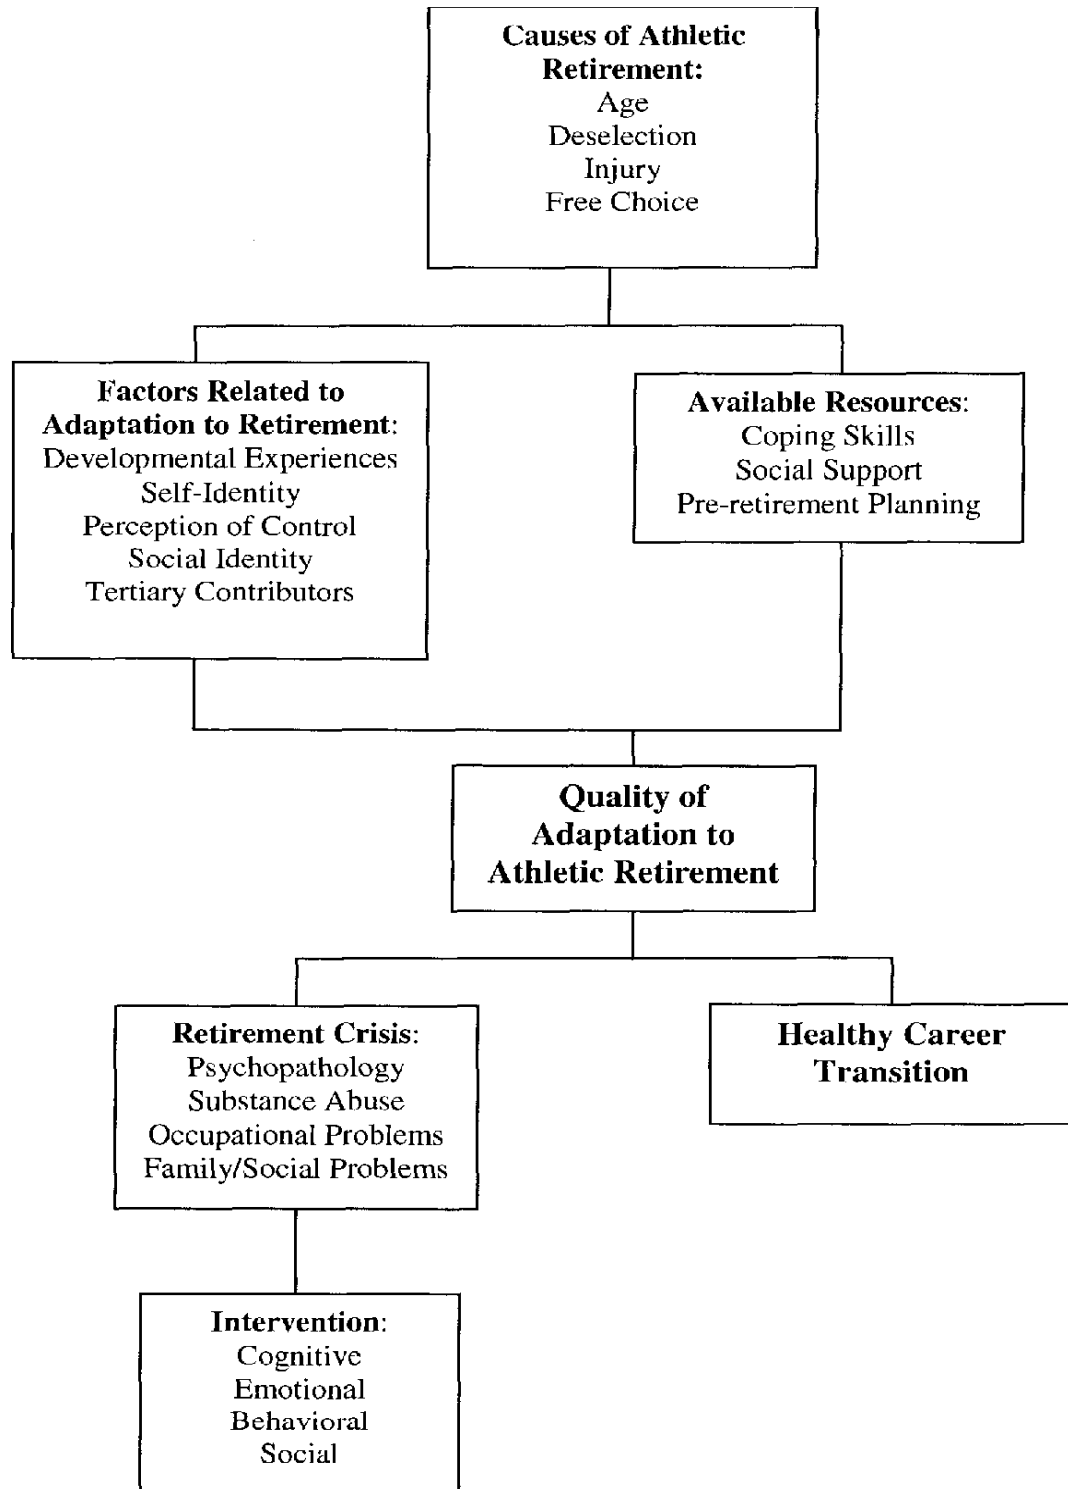 Causes of Athletic
Retirement:
Age
Deselection
Injury
Free Choice
Factors Related to
Adaptation to Retirement:
Developmental Experiences
Self-Identity
Perception of Control
Social Identity
Tertiary Contributors
Available Resources:
Coping Skills
Social Support
Pre-retirement Planning
Quality of
Adaptation to
Athletic Retirement
Retirement Crisis:
Psychopathology
Substance Abuse
Occupational Problems
Family/Social Problems
Healthy Career
Transition
Intervention:
Cognitive
Emotional
Behavioral
Social